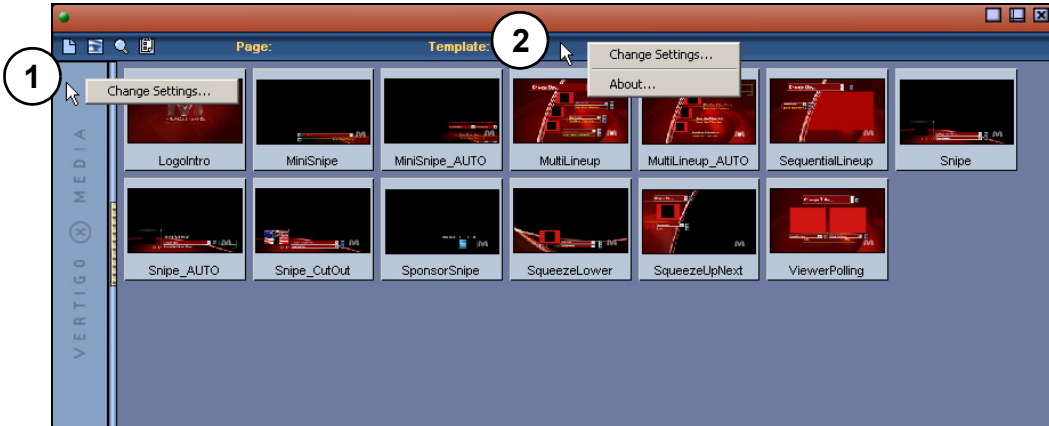 Page:
Template:
2
Change Settings...
About...
1
Change Settings...
VERTIGO X MEDIA
LogoIntro
MiniSnipe
MiniSnipe_AUTO
MultiLineup
MultiLineup_AUTO
SequentialLineup
Snipe
Snipe_AUTO
Snipe_CutOut
SponsorSnipe
SqueezeLower
SqueezeUpNext
ViewerPolling